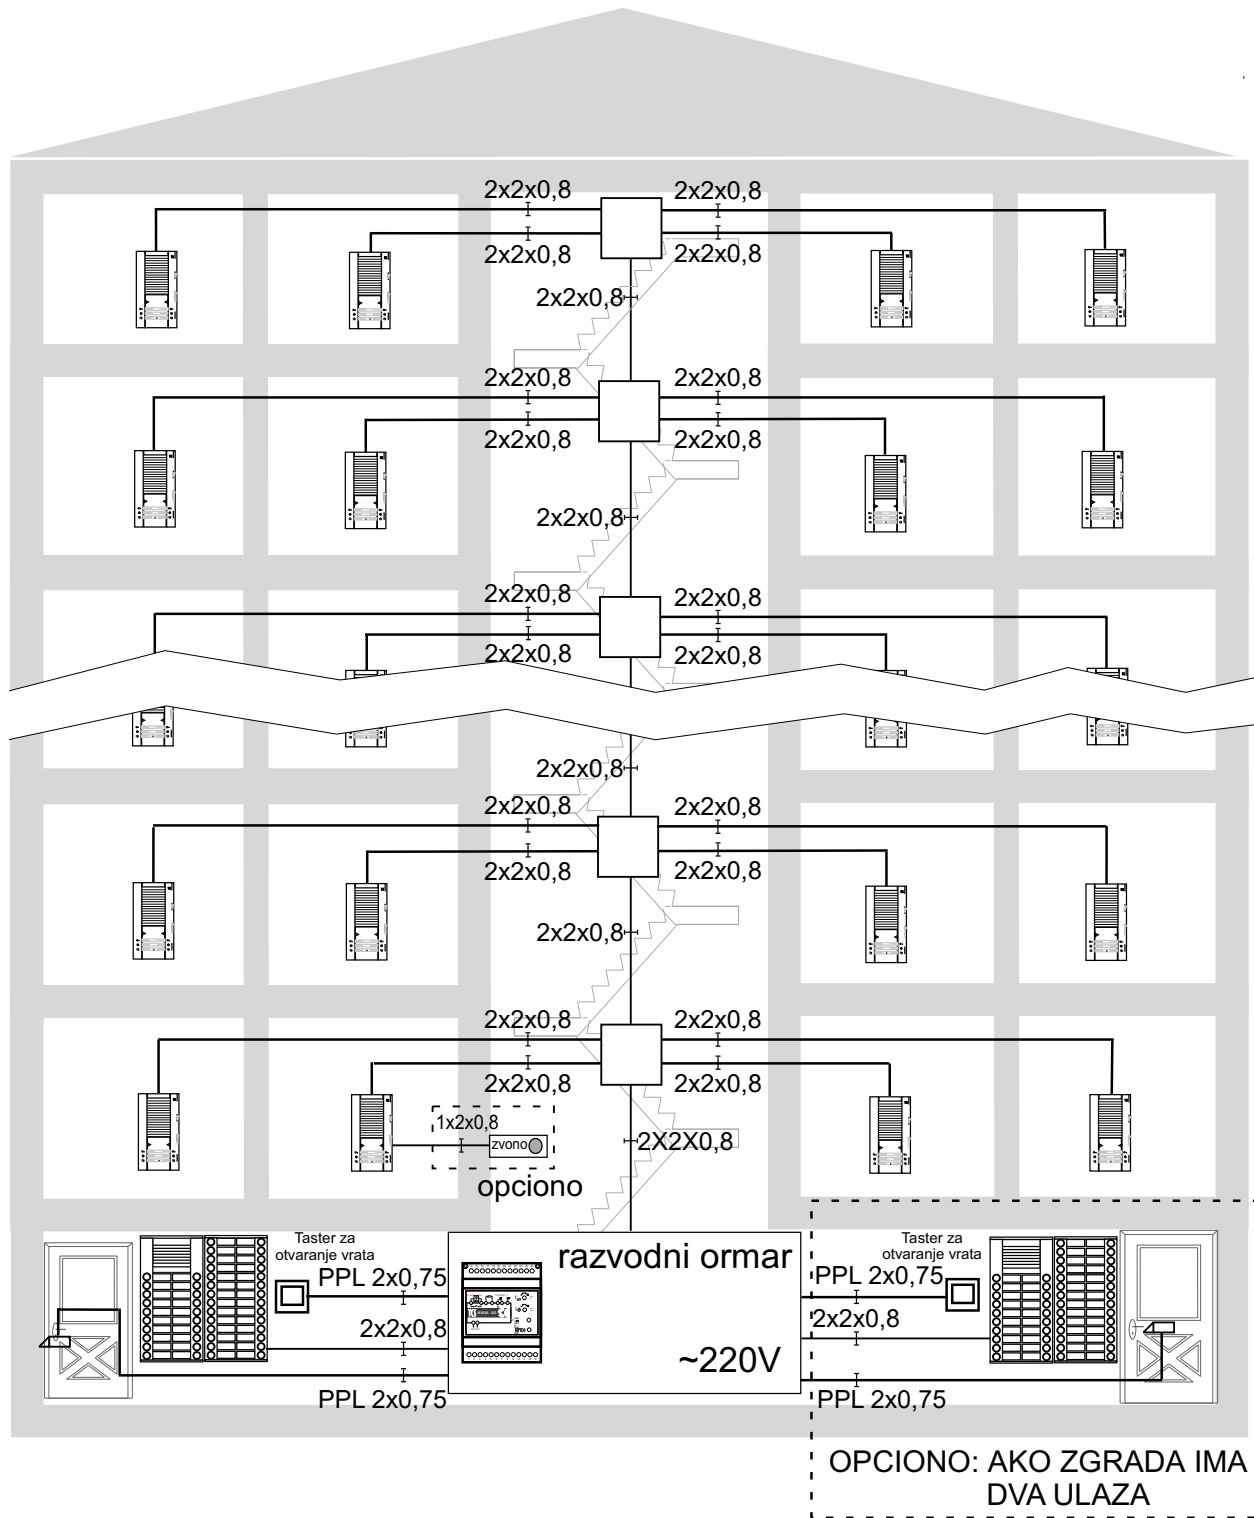 2x2x0,8 2x2x0,8
2x2x0,8 2x2x0,8
2x2x0,8
2x2x0,8 2x2x0,8
2x2x0,8 2x2x0,8
2x2x0,8
2x2x0,8 2x2x0,8
2x2x0,8 2x2x0,8
2x2x0,8
2x2x0,8 2x2x0,8
2x2x0,8 2x2x0,8
2x2x0,8
2x2x0,8 2x2x0,8
2x2x0,8 2x2x0,8
1x2x0,8
zvono
2X2X0,8
opciono
Taster za
otvaranje vrata
PPL 2x0,75
2x2x0,8
PPL 2x0,75
razvodni ormar
~220V
Taster za
otvaranje vrata
PPL 2x0,75
2x2x0,8
PPL 2x0,75
OPCIONO: AKO ZGRADA IMA
DVA ULAZA